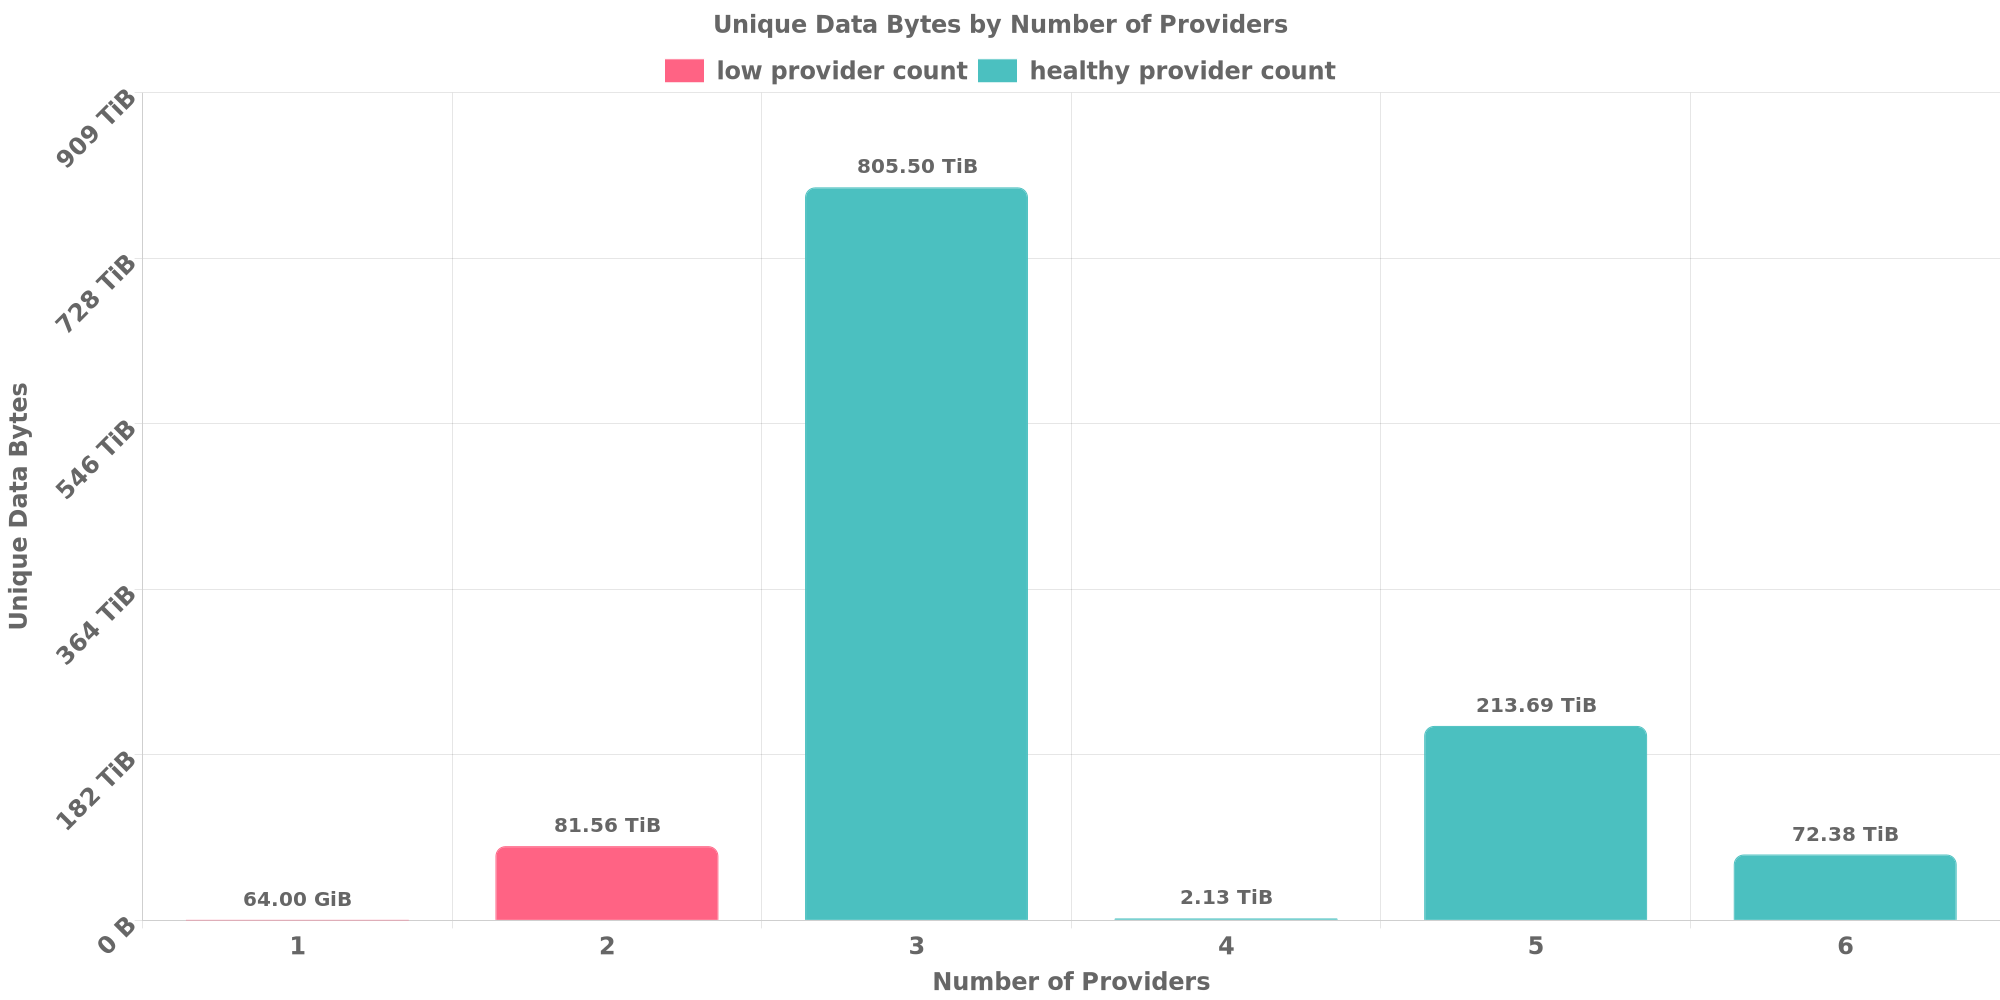 Unique Data Bytes by Number of Providers
low provider count healthy provider count
909 TiB
728 TiB
546 TiB
364 TiB
182 TiB
0 B
Unique Data Bytes
64.00 GiB
81.56 TiB
805.50 TiB
2.13 TiB
213.69 TiB
72.38 TiB
1 2 3 4 5 6
Number of Providers